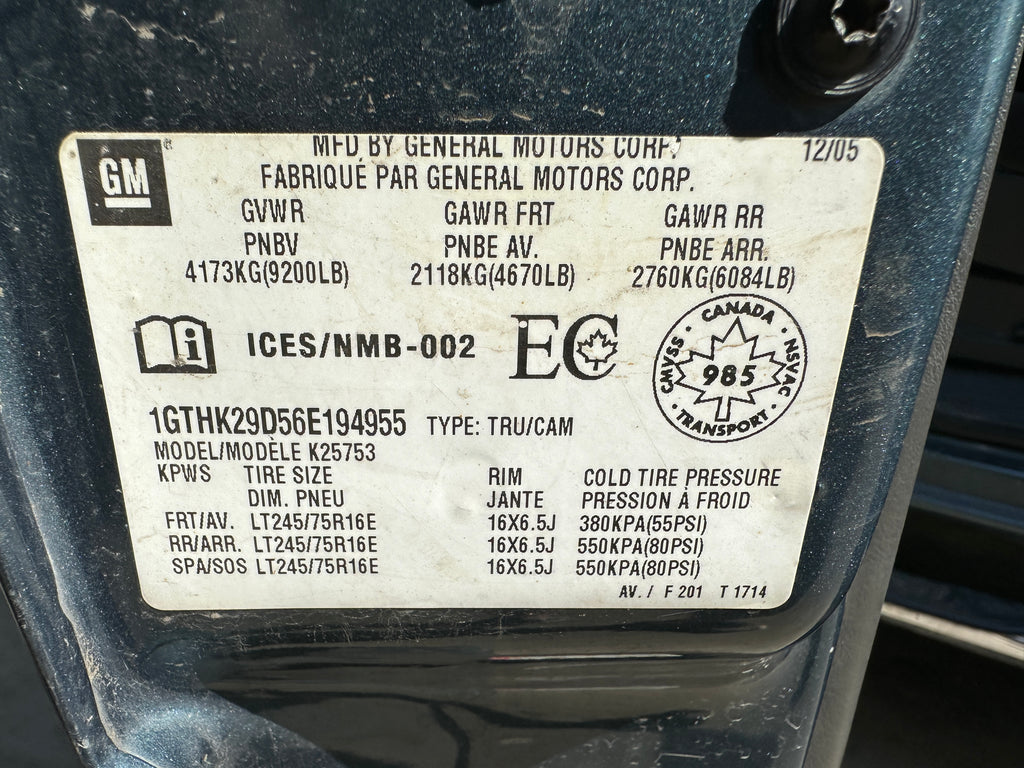 GM
MFD BY GENERAL MOTORS CORP. 12/05
FABRIQUÉ PAR GENERAL MOTORS CORP.
GVWR GAWR FRT GAWR RR
PNBV PNBE AV. PNBE ARR.
4173KG(9200LB) 2118KG(4670LB) 2760KG(6084LB)
i ICES/NMB-002 EC
CANADA
CMVSS 985 NSVAC
TRANSPORT
1GTHK29D56E194955 TYPE: TRU/CAM
MODEL/MODÈLE K25753
KPWS TIRE SIZE RIM COLD TIRE PRESSURE
DIM. PNEU JANTE PRESSION À FROID
FRT/AV. LT245/75R16E 16X6.5J 380KPA(55PSI)
RR/ARR. LT245/75R16E 16X6.5J 550KPA(80PSI)
SPA/SOS LT245/75R16E 16X6.5J 550KPA(80PSI)
AV. / F 201 T 1714